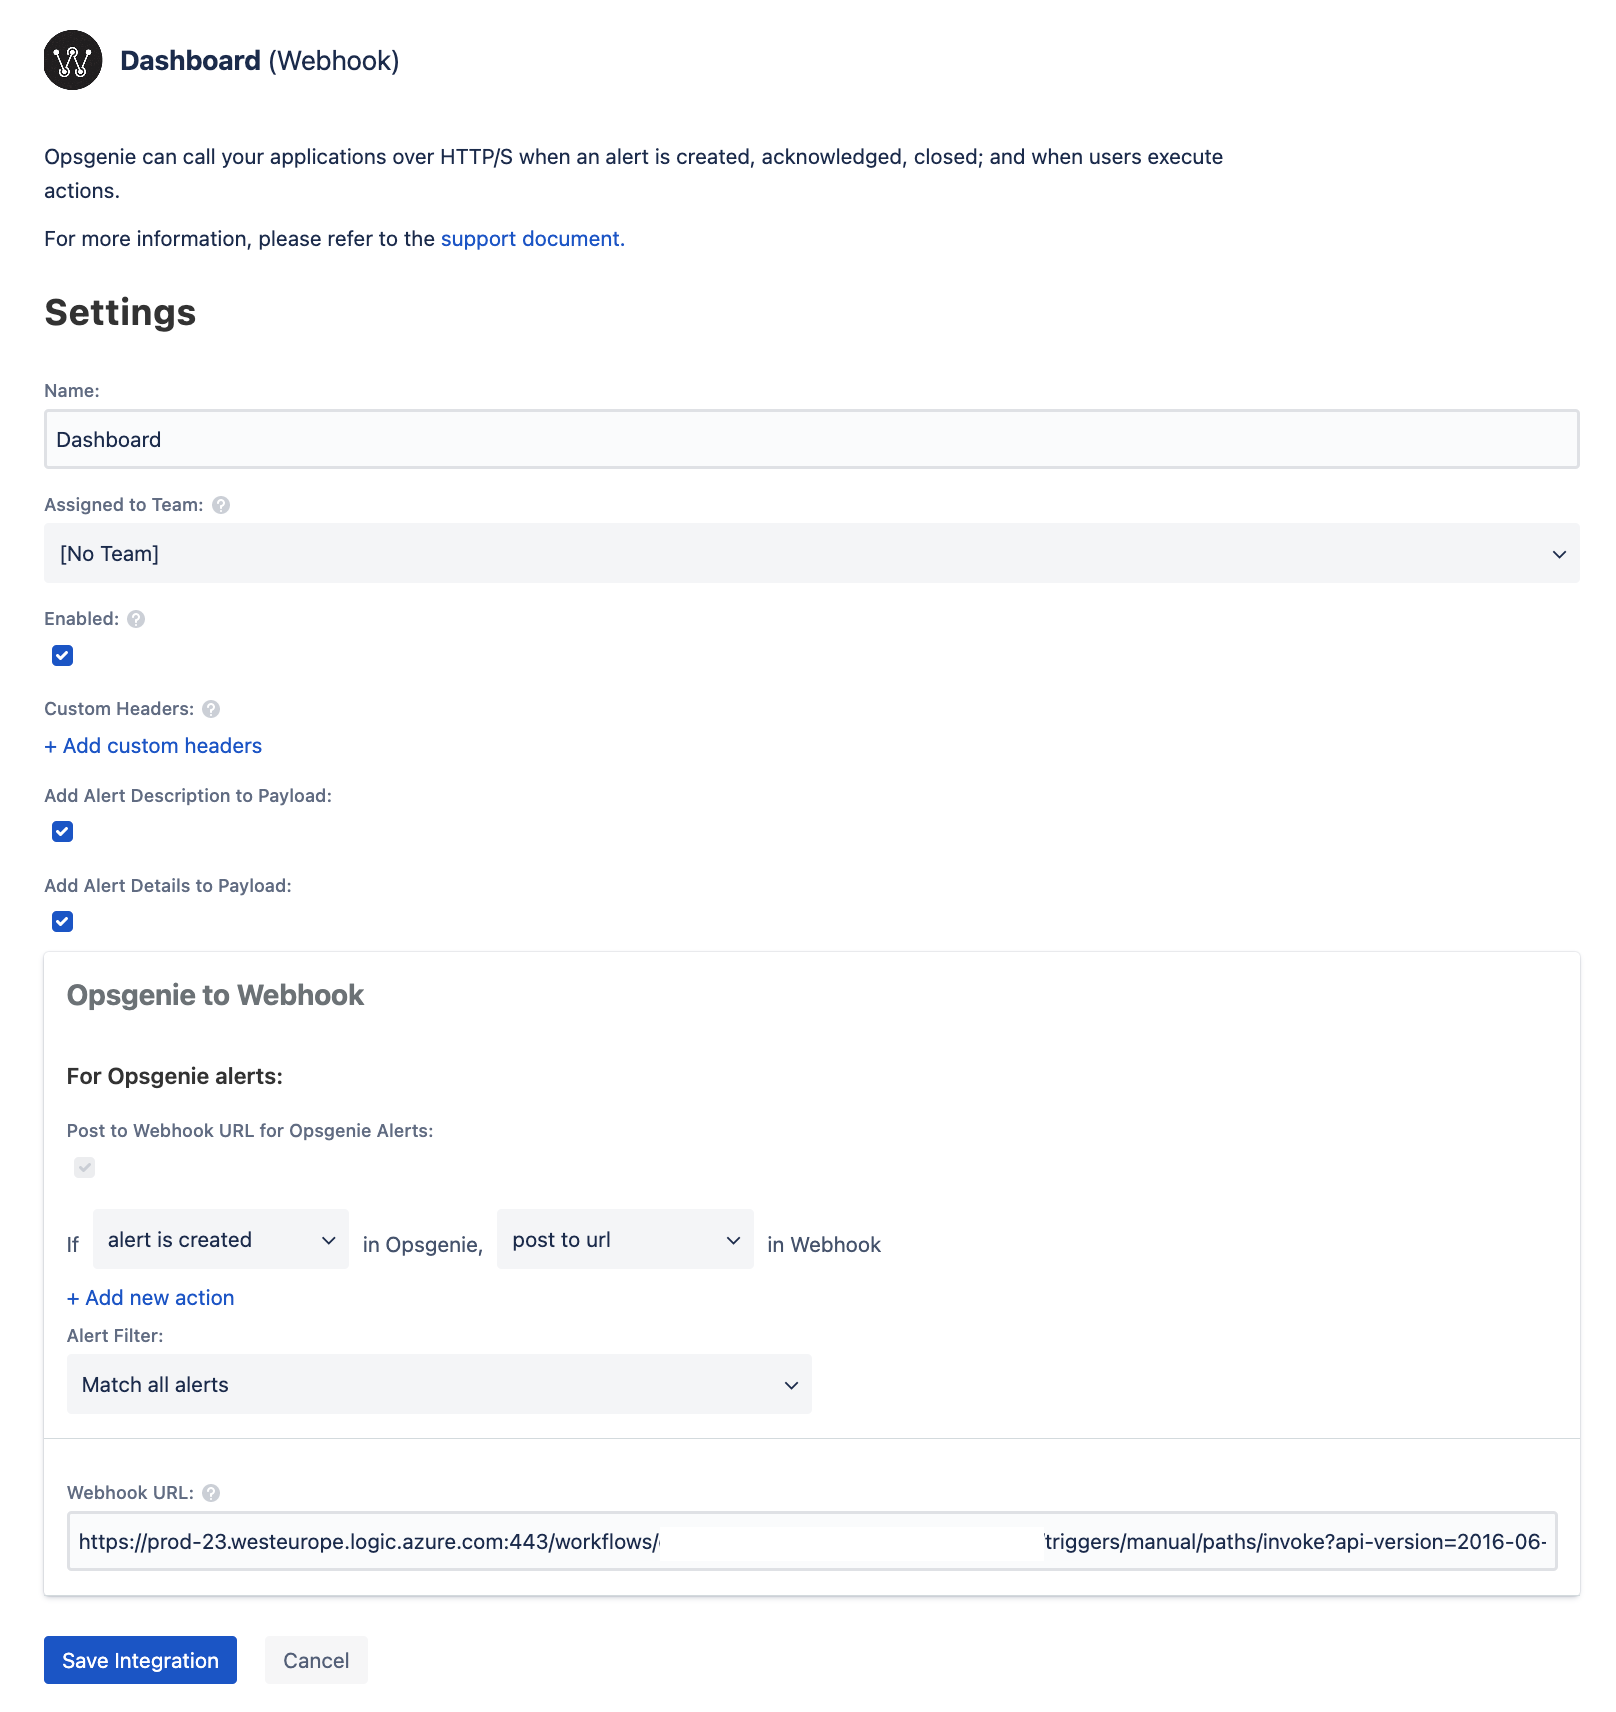 Dashboard (Webhook)
Opsgenie can call your applications over HTTP/S when an alert is created, acknowledged, closed; and when users execute
actions.
For more information, please refer to the support document.
Settings
Name:
Dashboard
Assigned to Team:
[No Team]
Enabled:
Custom Headers:
+ Add custom headers
Add Alert Description to Payload:
Add Alert Details to Payload:
Opsgenie to Webhook
For Opsgenie alerts:
Post to Webhook URL for Opsgenie Alerts:
If alert is created in Opsgenie, post to url in Webhook
+ Add new action
Alert Filter:
Match all alerts
Webhook URL:
https://prod-23.westeurope.logic.azure.com:443/workflows/ /triggers/manual/paths/invoke?api-version=2016-06-
Save Integration Cancel